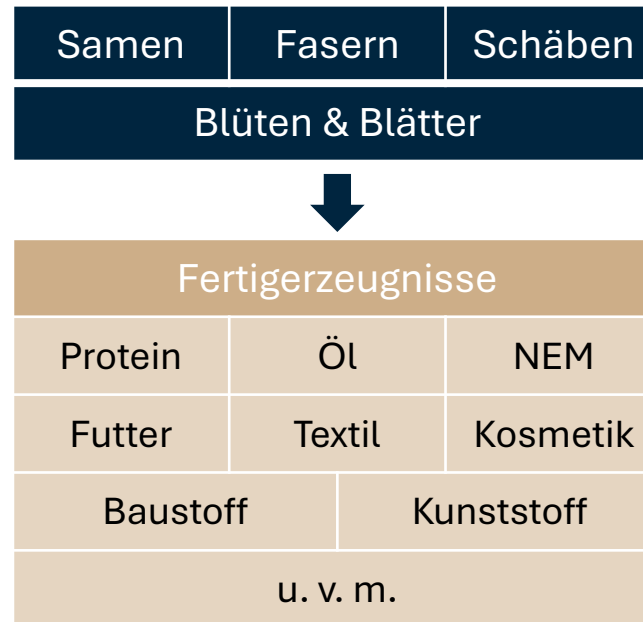 Samen Fasern Schäben
Blüten & Blätter
Fertigerzeugnisse
Protein Öl NEM
Futter Textil Kosmetik
Baustoff Kunststoff
u. v. m.